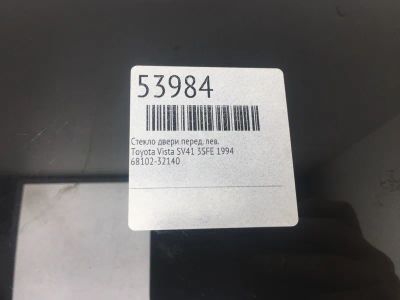 53984
Стекло двери перед. лев.
Toyota Vista SV41 3SFE 1994
68102-32140